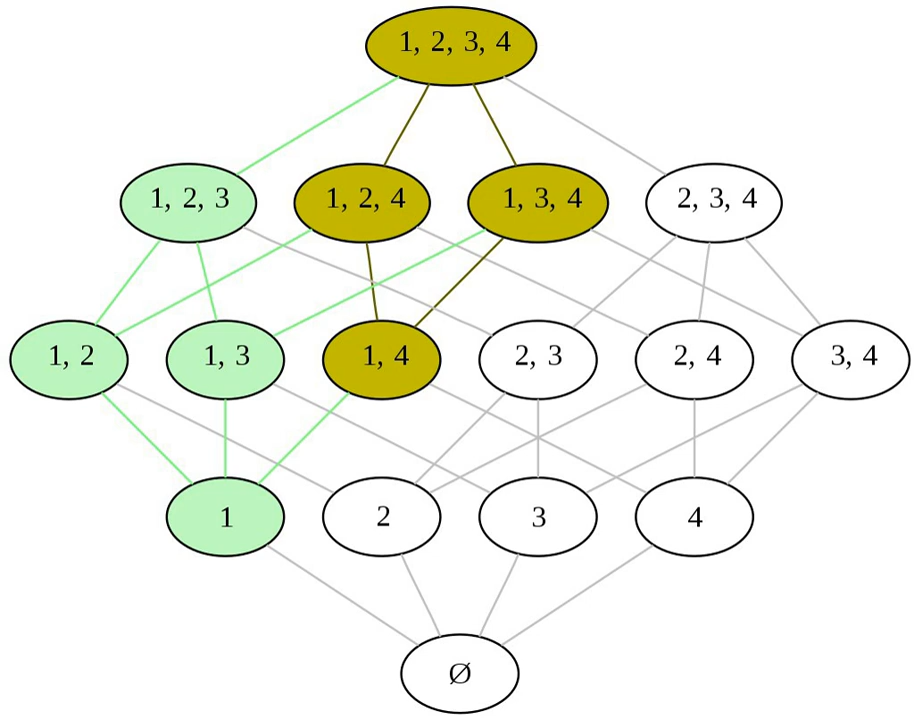 1, 2, 3, 4
1, 2, 3
1, 2, 4
1, 3, 4
2, 3, 4
1, 2
1, 3
1, 4
2, 3
2, 4
3, 4
1
2
3
4
Ø